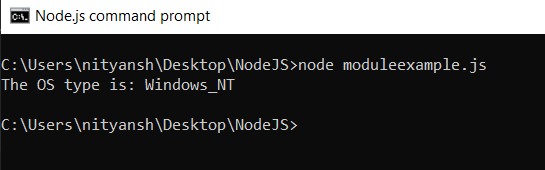 Node.js command prompt
C:\Users\nityansh\Desktop\NodeJS>node moduleexample.js
The OS type is: Windows_NT
C:\Users\nityansh\Desktop\NodeJS>